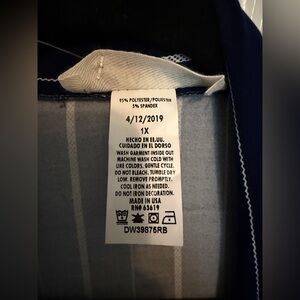 95% POLYESTER/POLIESTER
5% SPANDEX
4/12/2019
1X
HECHO EN EE.UU.
CUIDADO EN EL DORSO
WASH GARMENT INSIDE OUT
MACHINE WASH COLD WITH
LIKE COLORS, GENTLE CYCLE.
DO NOT BLEACH. TUMBLE DRY
LOW. REMOVE PROMPTLY.
COOL IRON AS NEEDED.
DO NOT IRON DECORATION.
MADE IN USA
RN# 63619
DW39875RB